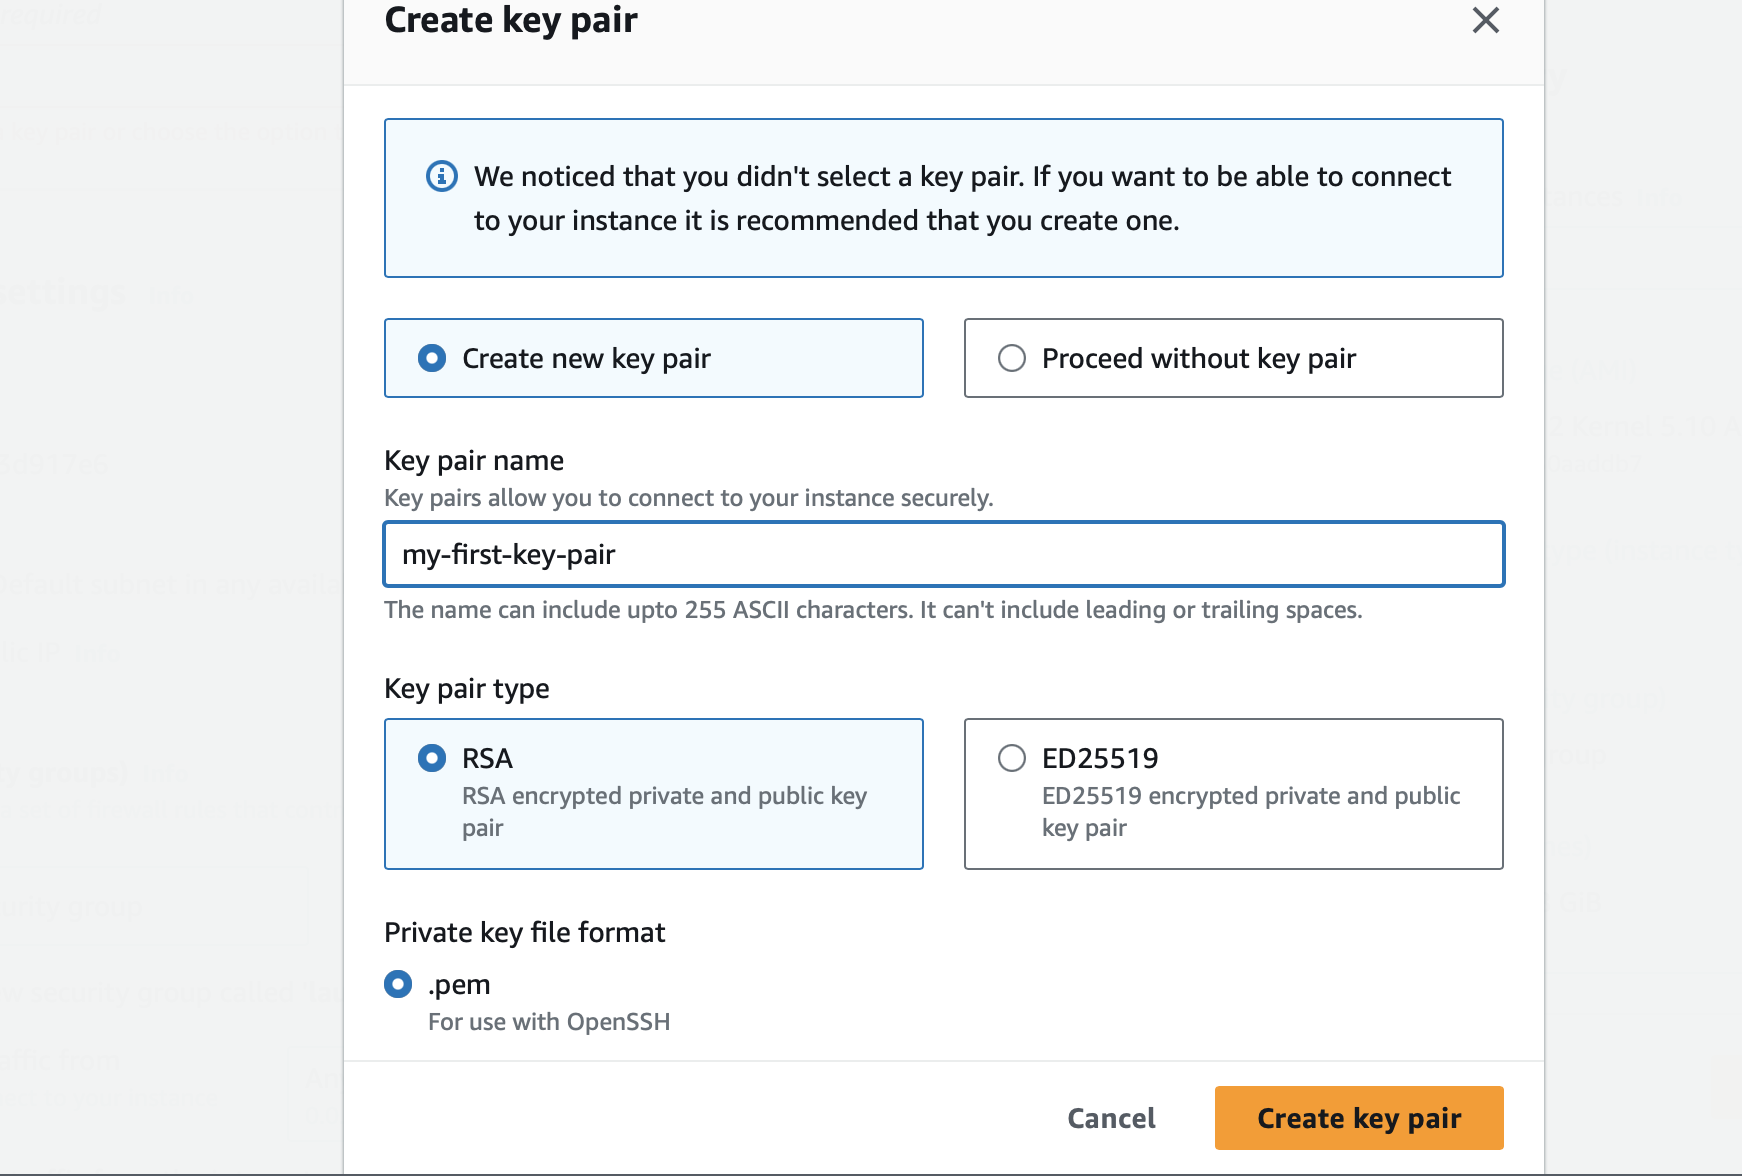 Create key pair
We noticed that you didn't select a key pair. If you want to be able to connect
to your instance it is recommended that you create one.
Create new key pair
Proceed without key pair
Key pair name
Key pairs allow you to connect to your instance securely.
my-first-key-pair
The name can include upto 255 ASCII characters. It can't include leading or trailing spaces.
Key pair type
RSA
RSA encrypted private and public key
pair
ED25519
ED25519 encrypted private and public
key pair
Private key file format
.pem
For use with OpenSSH
Cancel
Create key pair
required
settings Info